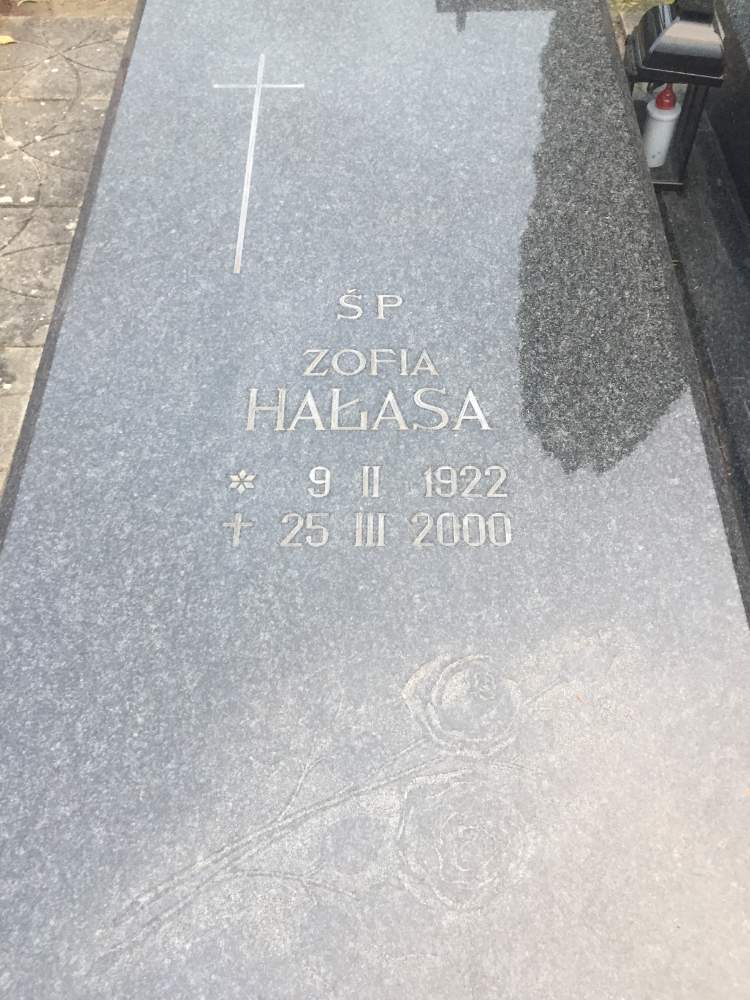 ŚP
ZOFIA
HAŁASA
* 9 II 1922
✝ 25 III 2000